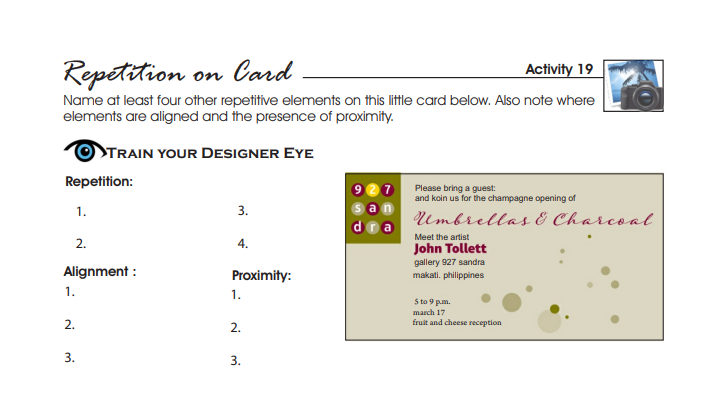 Repetition on Card
Activity 19
Name at least four other repetitive elements on this little card below. Also note where
elements are aligned and the presence of proximity.
TRAIN YOUR DESIGNER EYE
Repetition:
1.
2.
3.
4.
Alignment :
1.
2.
3.
Proximity:
1.
2.
3.
9 2 7
s a n
d r a
Please bring a guest:
and koin us for the champagne opening of
Umbrellas & Charcoal
Meet the artist
John Tollett
gallery 927 sandra
makati. philippines
5 to 9 p.m.
march 17
fruit and cheese reception